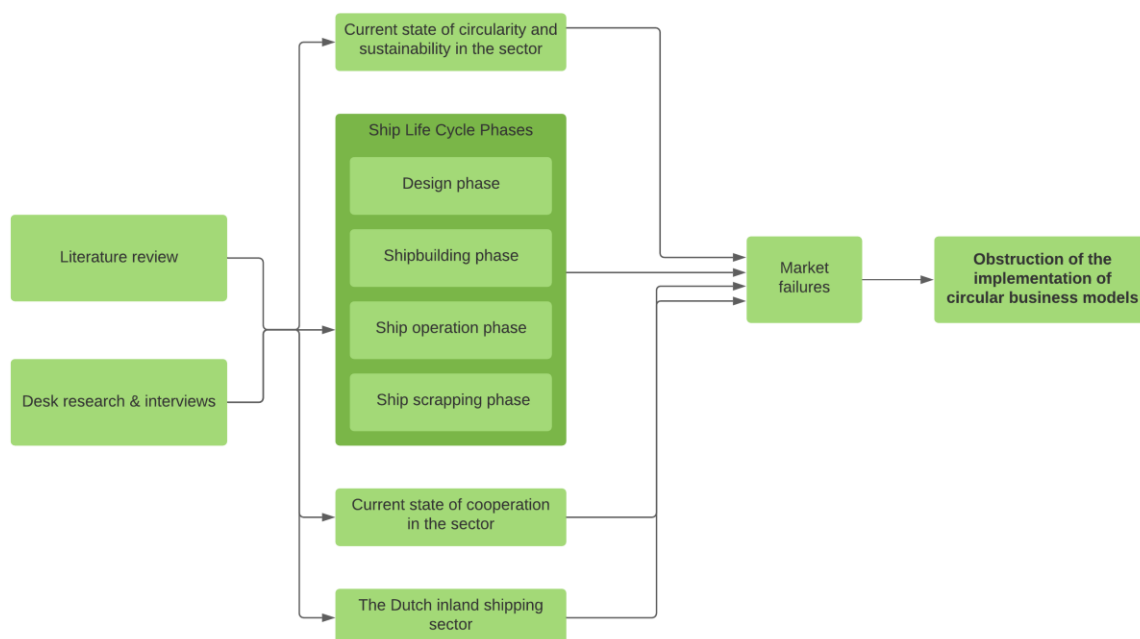 Literature review
Desk research & interviews
Current state of circularity and
sustainability in the sector
Ship Life Cycle Phases
Design phase
Shipbuilding phase
Ship operation phase
Ship scrapping phase
Current state of cooperation
in the sector
The Dutch inland shipping
sector
Market
failures
Obstruction of the
implementation of
circular business models